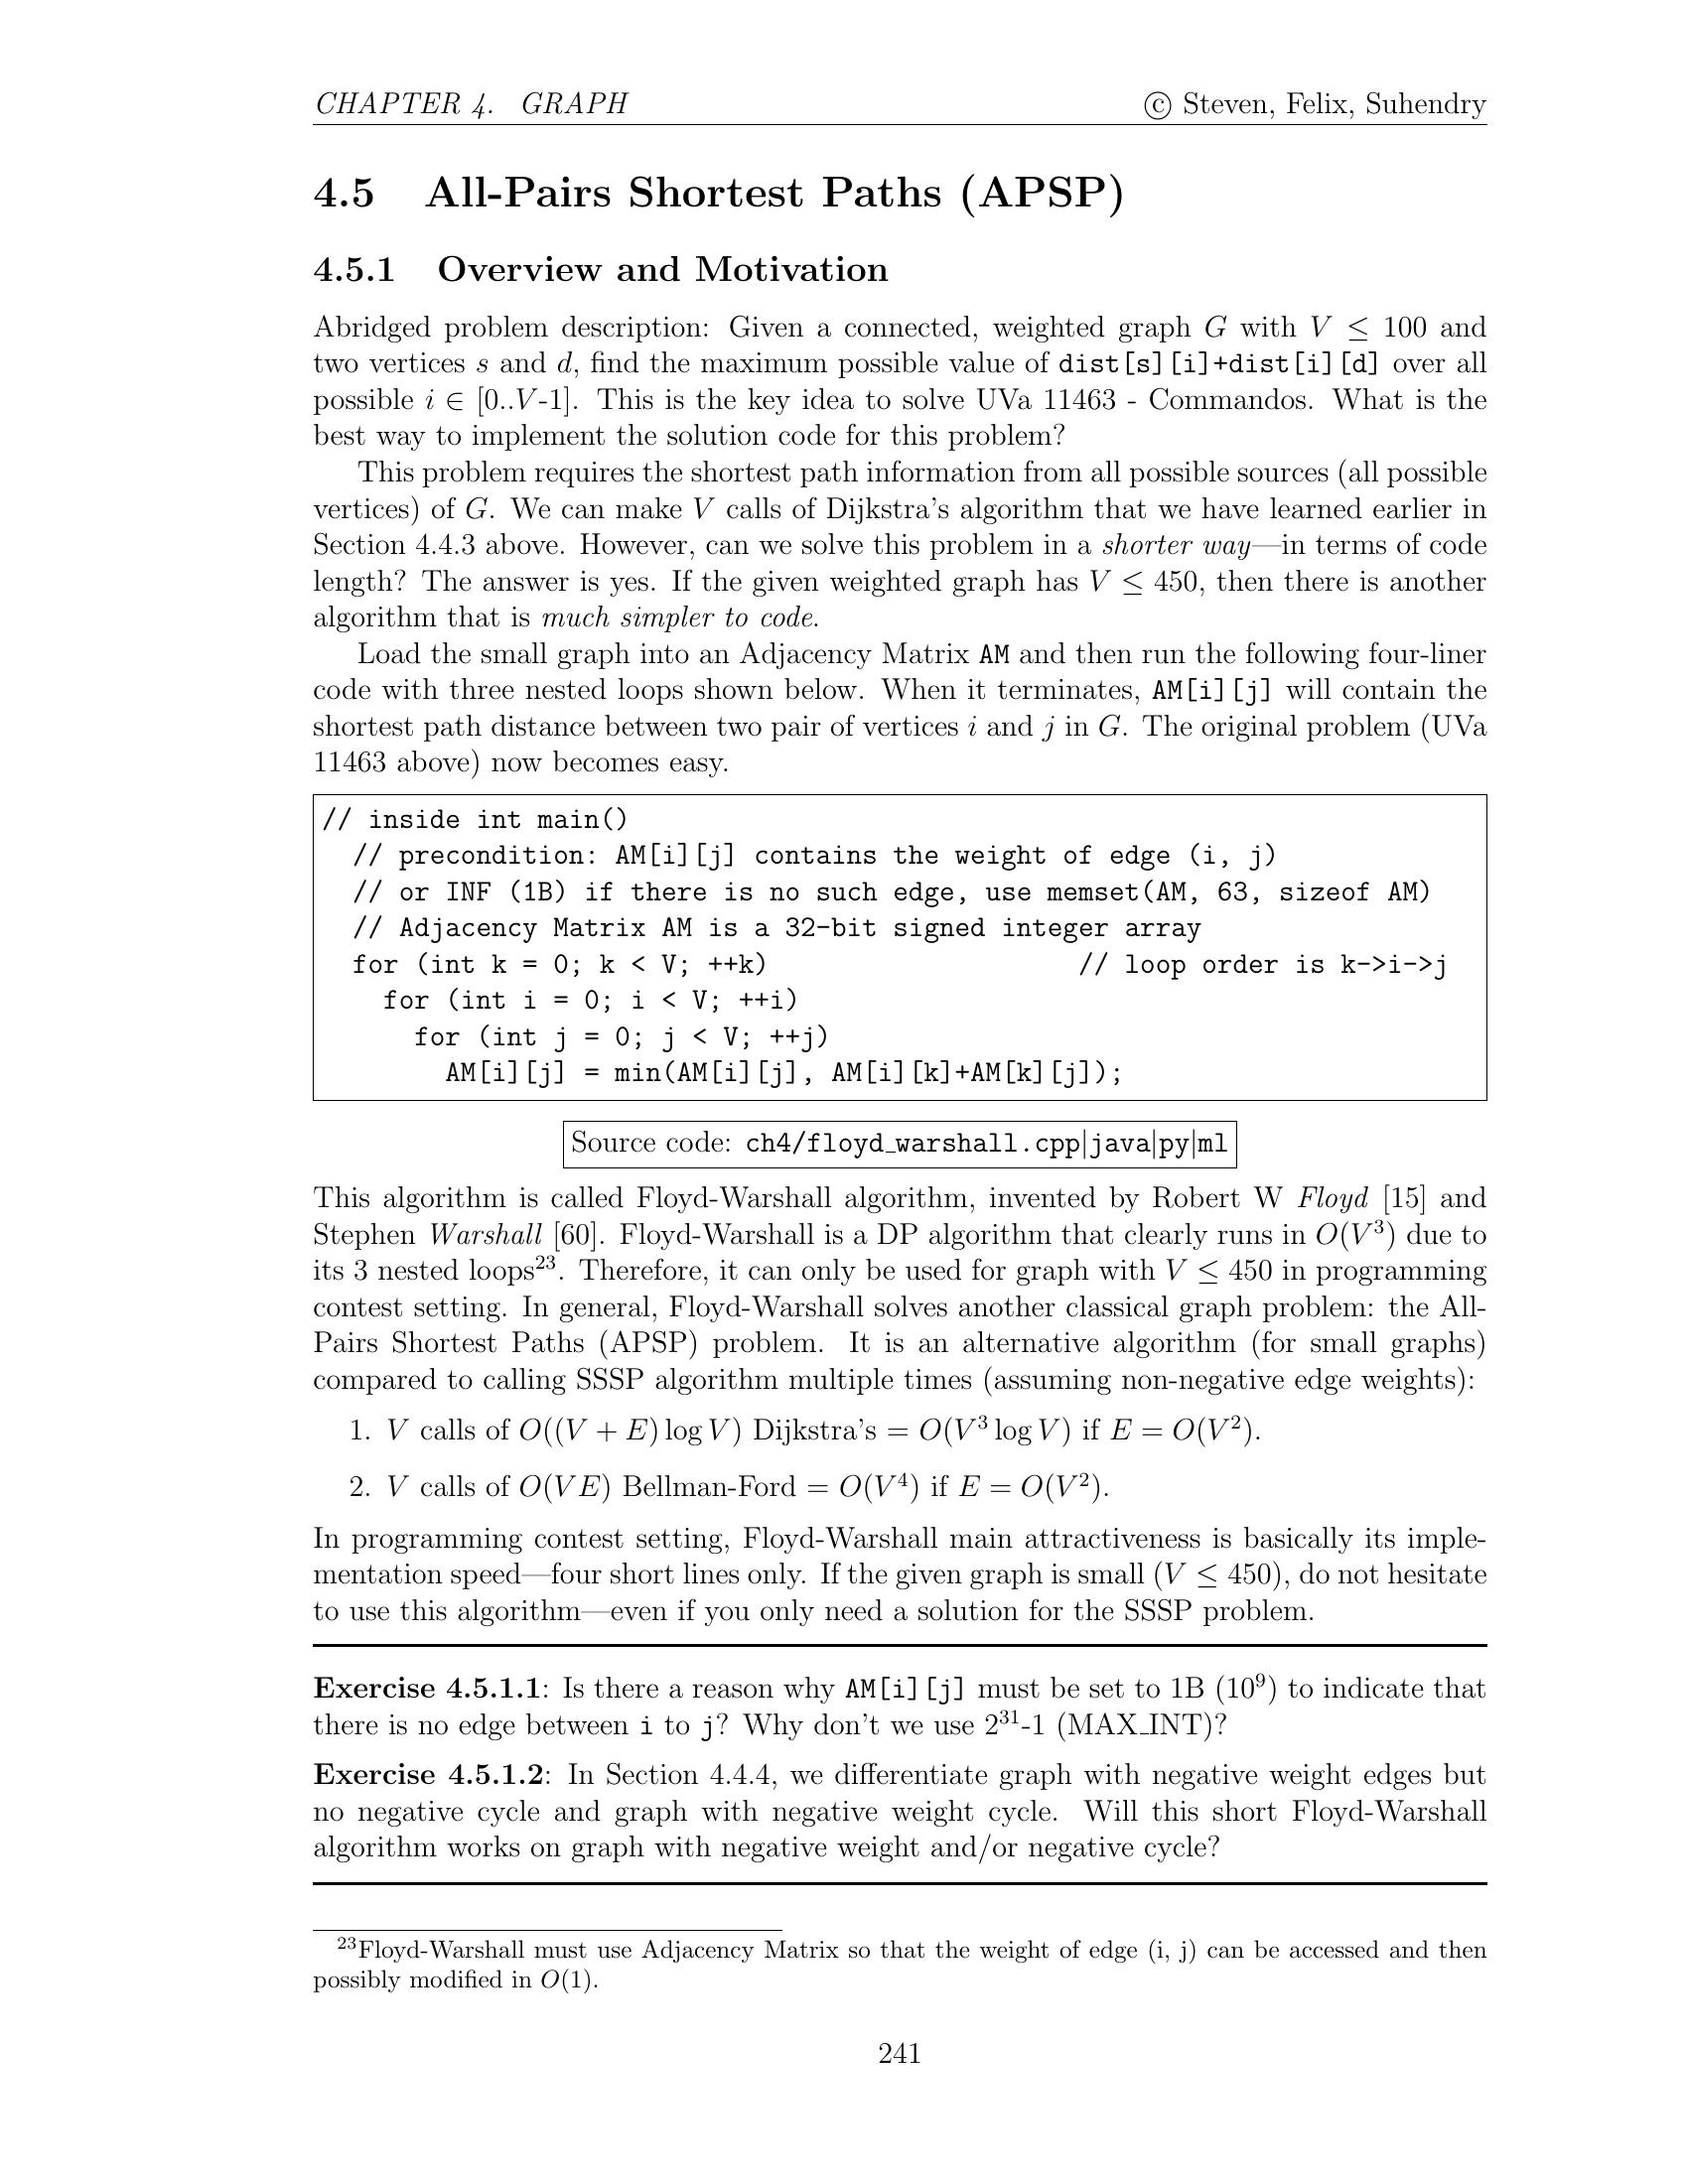 CHAPTER 4. GRAPH © Steven, Felix, Suhendry
4.5 All-Pairs Shortest Paths (APSP)
4.5.1 Overview and Motivation
Abridged problem description: Given a connected, weighted graph G with V ≤ 100 and
two vertices s and d, find the maximum possible value of dist[s][i]+dist[i][d] over all
possible i ∈ [0..V-1]. This is the key idea to solve UVa 11463 - Commandos. What is the
best way to implement the solution code for this problem?
This problem requires the shortest path information from all possible sources (all possible
vertices) of G. We can make V calls of Dijkstra's algorithm that we have learned earlier in
Section 4.4.3 above. However, can we solve this problem in a shorter way—in terms of code
length? The answer is yes. If the given weighted graph has V ≤ 450, then there is another
algorithm that is much simpler to code.
Load the small graph into an Adjacency Matrix AM and then run the following four-liner
code with three nested loops shown below. When it terminates, AM[i][j] will contain the
shortest path distance between two pair of vertices i and j in G. The original problem (UVa
11463 above) now becomes easy.
// inside int main()
// precondition: AM[i][j] contains the weight of edge (i, j)
// or INF (1B) if there is no such edge, use memset(AM, 63, sizeof AM)
// Adjacency Matrix AM is a 32-bit signed integer array
for (int k = 0; k < V; ++k) // loop order is k->i->j
for (int i = 0; i < V; ++i)
for (int j = 0; j < V; ++j)
AM[i][j] = min(AM[i][j], AM[i][k]+AM[k][j]);
Source code: ch4/floyd_warshall.cpp|java|py|ml
This algorithm is called Floyd-Warshall algorithm, invented by Robert W Floyd [15] and
Stephen Warshall [60]. Floyd-Warshall is a DP algorithm that clearly runs in O(V³) due to
its 3 nested loops²³. Therefore, it can only be used for graph with V ≤ 450 in programming
contest setting. In general, Floyd-Warshall solves another classical graph problem: the All-
Pairs Shortest Paths (APSP) problem. It is an alternative algorithm (for small graphs)
compared to calling SSSP algorithm multiple times (assuming non-negative edge weights):
1. V calls of O((V + E) log V) Dijkstra's = O(V³ log V) if E = O(V²).
2. V calls of O(VE) Bellman-Ford = O(V⁴) if E = O(V²).
In programming contest setting, Floyd-Warshall main attractiveness is basically its imple-
mentation speed—four short lines only. If the given graph is small (V ≤ 450), do not hesitate
to use this algorithm—even if you only need a solution for the SSSP problem.
Exercise 4.5.1.1: Is there a reason why AM[i][j] must be set to 1B (10⁹) to indicate that
there is no edge between i to j? Why don't we use 2³¹-1 (MAX_INT)?
Exercise 4.5.1.2: In Section 4.4.4, we differentiate graph with negative weight edges but
no negative cycle and graph with negative weight cycle. Will this short Floyd-Warshall
algorithm works on graph with negative weight and/or negative cycle?
²³Floyd-Warshall must use Adjacency Matrix so that the weight of edge (i, j) can be accessed and then
possibly modified in O(1).
241